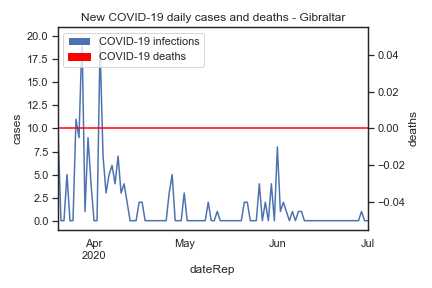 New COVID-19 daily cases and deaths - Gibraltar
COVID-19 infections
COVID-19 deaths
20.0
17.5
15.0
12.5
10.0
7.5
5.0
2.5
0.0
cases
0.04
0.02
0.00
−0.02
−0.04
deaths
Apr
2020
May
Jun
Jul
dateRep